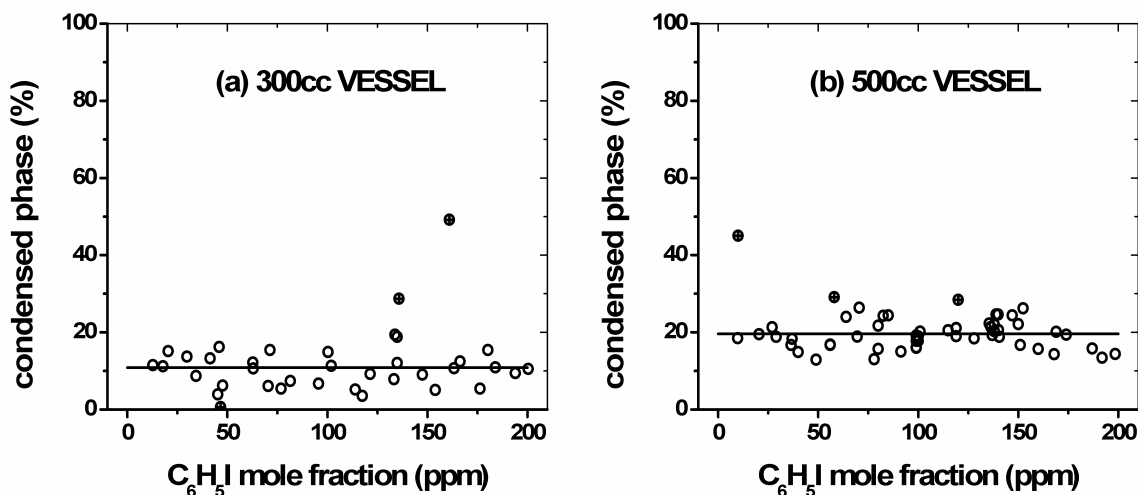 (a) 300cc VESSEL
condensed phase (%)
100
80
60
40
20
0
0 50 100 150 200
C₆H₅I mole fraction (ppm)
(b) 500cc VESSEL
condensed phase (%)
100
80
60
40
20
0
0 50 100 150 200
C₆H₅I mole fraction (ppm)